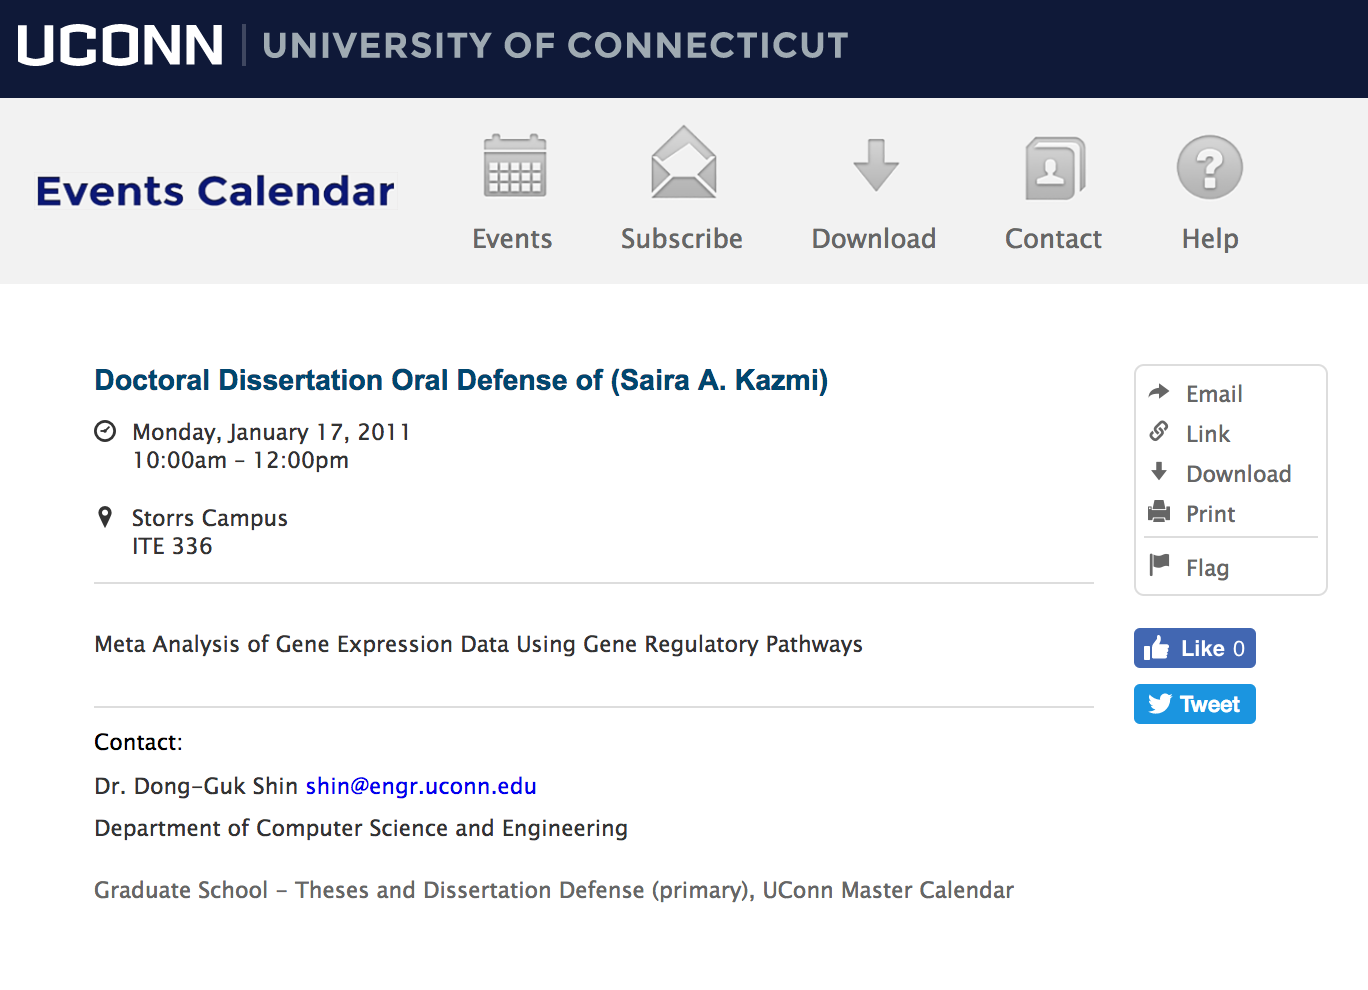 UCONN UNIVERSITY OF CONNECTICUT
Events Calendar
Events
Subscribe
Download
Contact
Help
Doctoral Dissertation Oral Defense of (Saira A. Kazmi)
Monday, January 17, 2011
10:00am – 12:00pm
Storrs Campus
ITE 336
Meta Analysis of Gene Expression Data Using Gene Regulatory Pathways
Contact:
Dr. Dong-Guk Shin shin@engr.uconn.edu
Department of Computer Science and Engineering
Graduate School – Theses and Dissertation Defense (primary), UConn Master Calendar
Email
Link
Download
Print
Flag
Like 0
Tweet